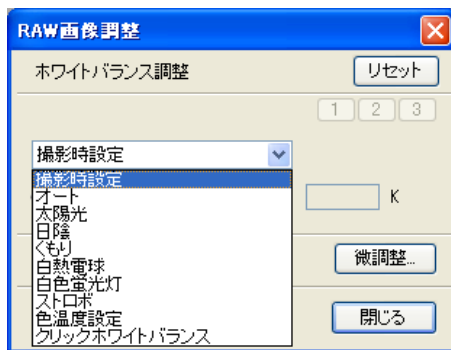 RAW画像調整
ホワイトバランス調整 リセット
1 2 3
撮影時設定
撮影時設定
オート
太陽光
日陰
くもり
白熱電球
白色蛍光灯
ストロボ
色温度設定
クリックホワイトバランス
K
微調整...
閉じる